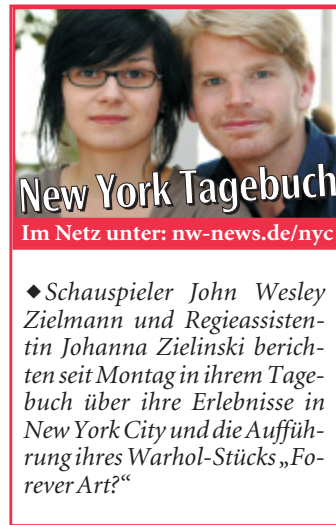 New York Tagebuch
Im Netz unter: nw-news.de/nyc
◆Schauspieler John Wesley
Zielmann und Regieassisten-
tin Johanna Zielinski berich-
ten seit Montag in ihrem Tage-
buch über ihre Erlebnisse in
New York City und die Auffüh-
rung ihres Warhol-Stücks „Fo-
rever Art?“